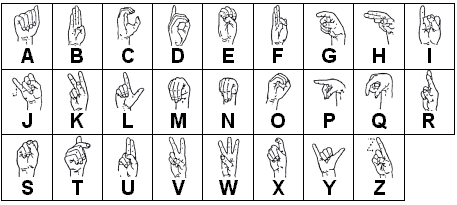 A B C D E F G H I
J K L M N O P Q R
S T U V W X Y Z